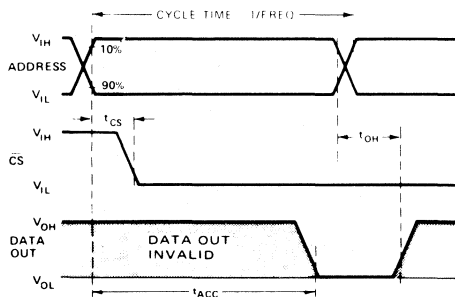 CYCLE TIME 1/FREQ
VIH
10%
ADDRESS
90%
VIL
tCS
VIH
tOH
CS
VIL
VOH
DATA OUT
DATA OUT INVALID
VOL
tACC